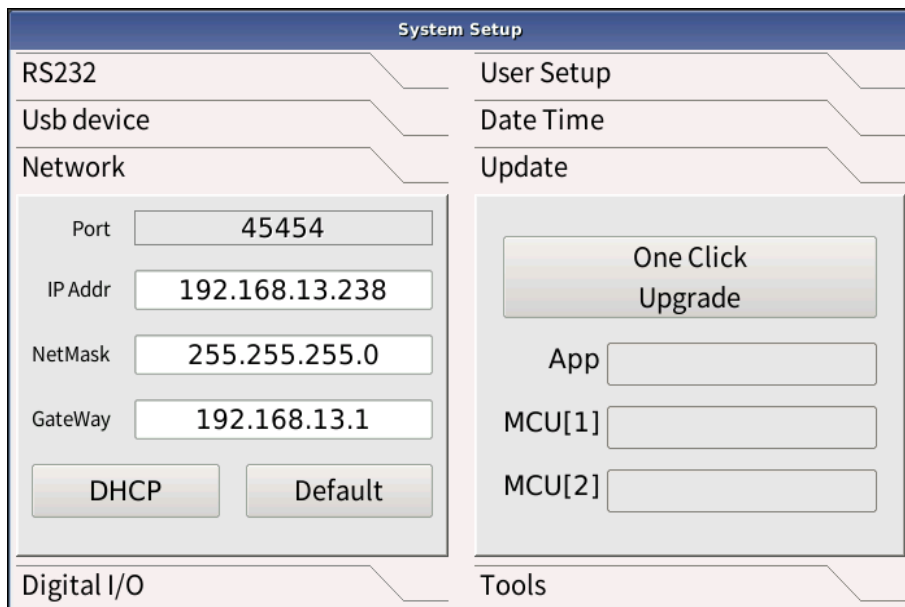 System Setup
RS232
Usb device
Network
Port 45454
IP Addr 192.168.13.238
NetMask 255.255.255.0
GateWay 192.168.13.1
DHCP Default
Digital I/O
User Setup
Date Time
Update
One Click
Upgrade
App
MCU[1]
MCU[2]
Tools